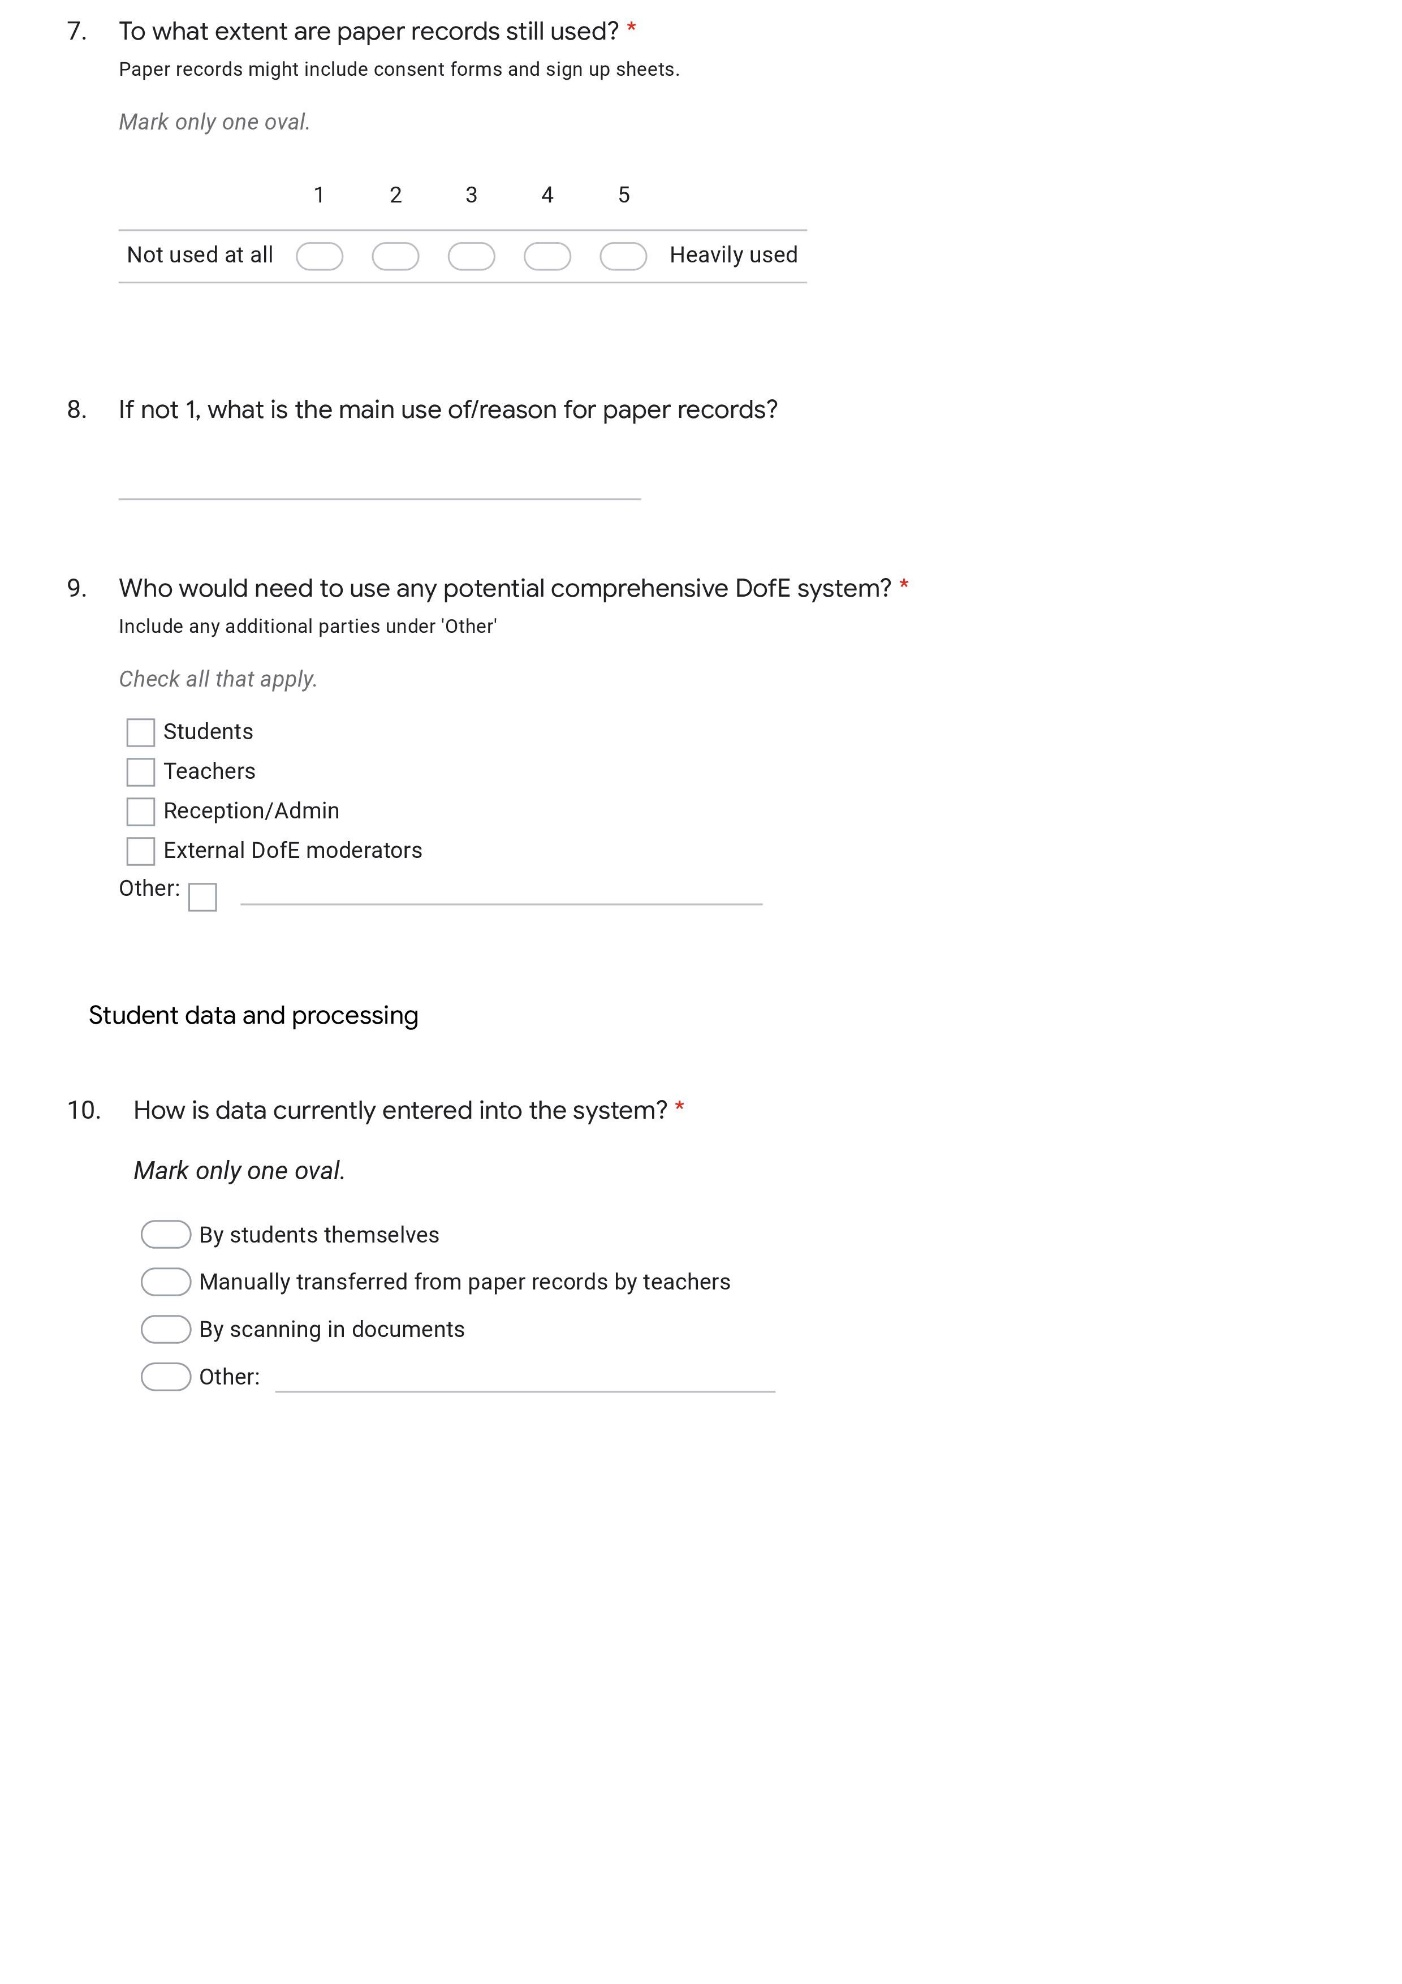 7. To what extent are paper records still used? *
Paper records might include consent forms and sign up sheets.
Mark only one oval.
1 2 3 4 5
Not used at all Heavily used
8. If not 1, what is the main use of/reason for paper records?
9. Who would need to use any potential comprehensive DofE system? *
Include any additional parties under 'Other'
Check all that apply.
Students
Teachers
Reception/Admin
External DofE moderators
Other:
Student data and processing
10. How is data currently entered into the system? *
Mark only one oval.
By students themselves
Manually transferred from paper records by teachers
By scanning in documents
Other: